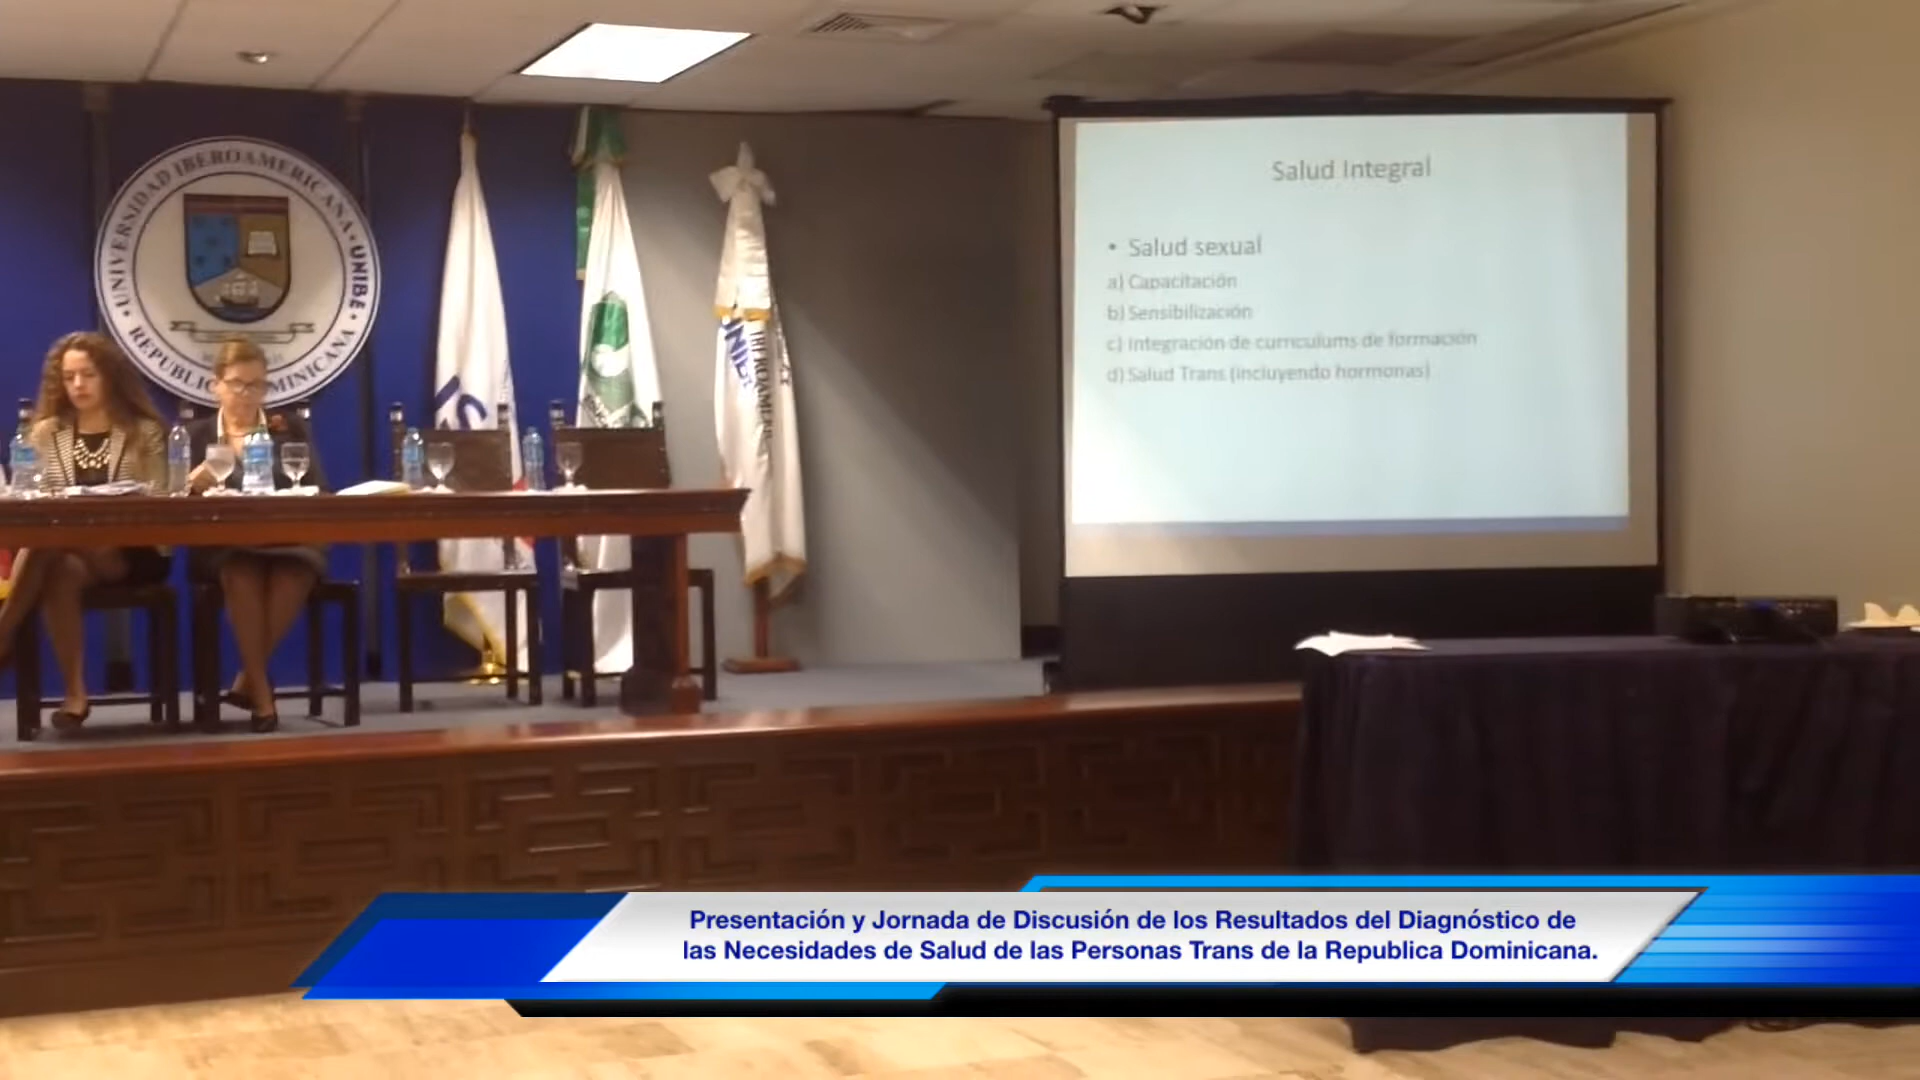 UNIVERSIDAD IBEROAMERICANA · UNIBE
REPUBLICA DOMINICANA
Salud Integral
• Salud sexual
a) Capacitación
b) Sensibilización
c) Integración de curriculums de formación
d) Salud Trans (incluyendo hormonas)
Presentación y Jornada de Discusión de los Resultados del Diagnóstico de
las Necesidades de Salud de las Personas Trans de la Republica Dominicana.